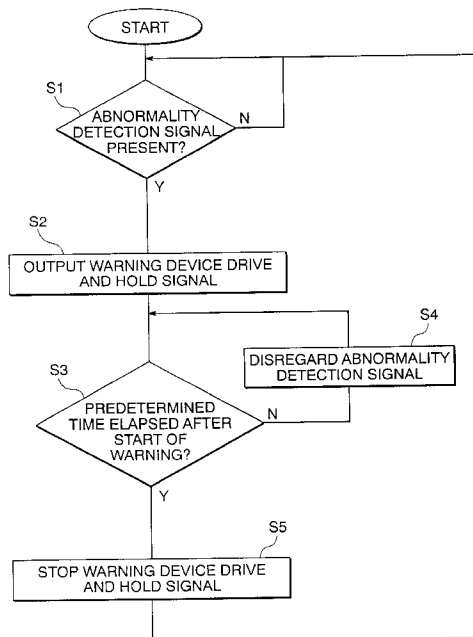 START
S1
ABNORMALITY
DETECTION SIGNAL
PRESENT?
N
Y
S2
OUTPUT WARNING DEVICE DRIVE
AND HOLD SIGNAL
S4
DISREGARD ABNORMALITY
DETECTION SIGNAL
S3
PREDETERMINED
TIME ELAPSED AFTER
START OF
WARNING?
N
Y
S5
STOP WARNING DEVICE DRIVE
AND HOLD SIGNAL